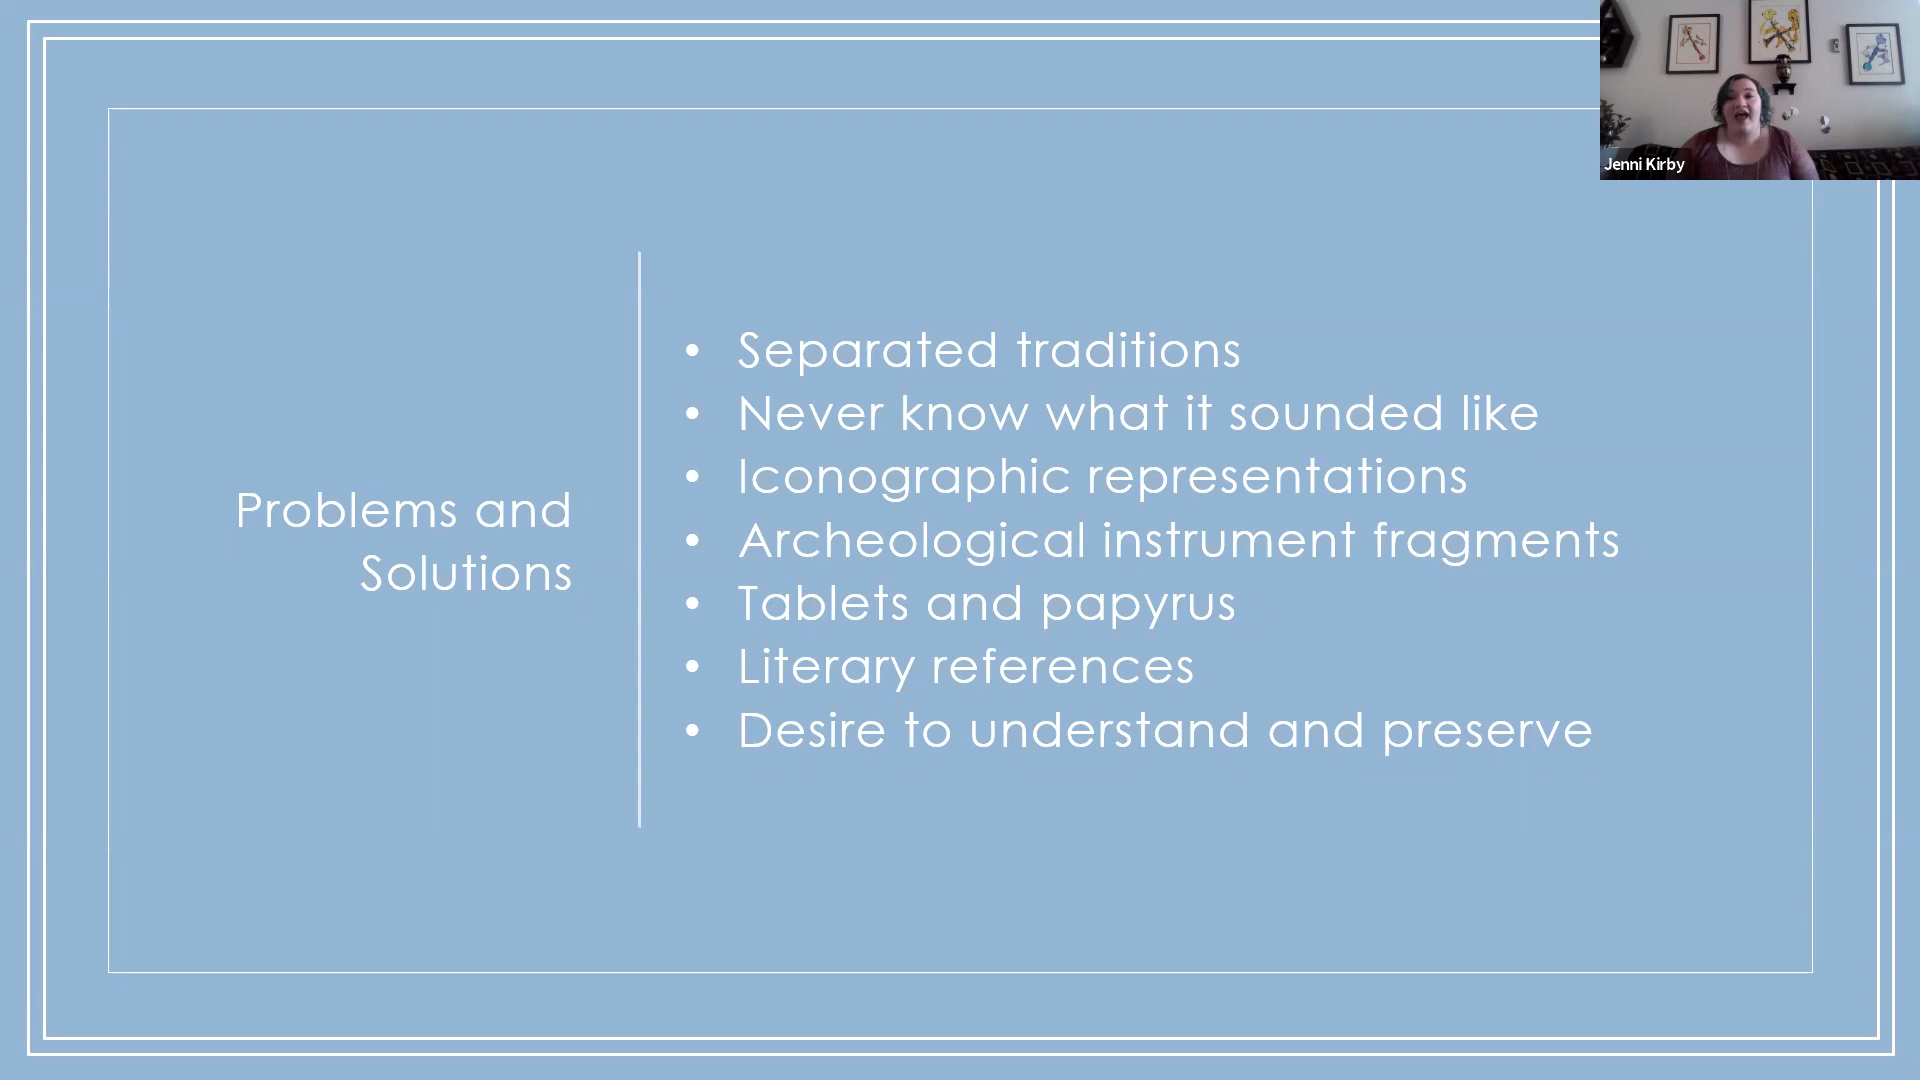 Jenni Kirby
Problems and
Solutions
• Separated traditions
• Never know what it sounded like
• Iconographic representations
• Archeological instrument fragments
• Tablets and papyrus
• Literary references
• Desire to understand and preserve